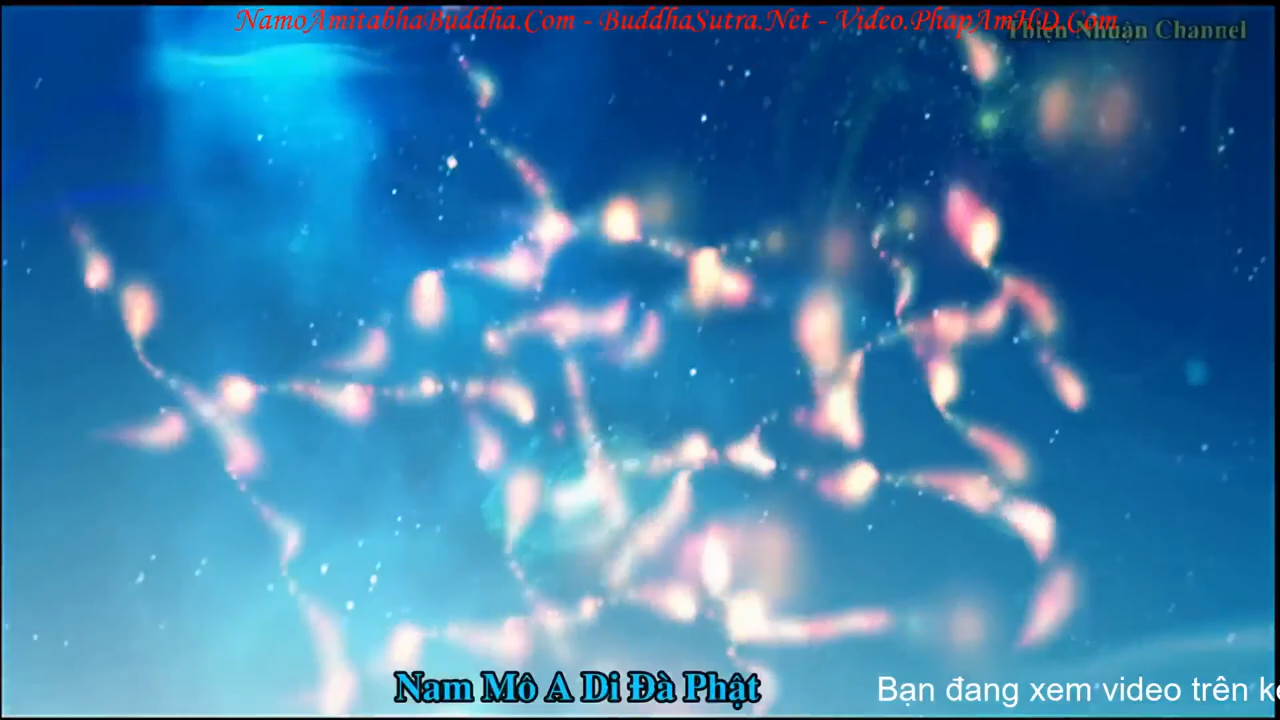 NamoAmitabhaBuddha.Com - BuddhaSutra.Net - Video.PhapAmHD.Com
Thiện Nhuận Channel
Nam Mô A Di Đà Phật
Bạn đang xem video trên